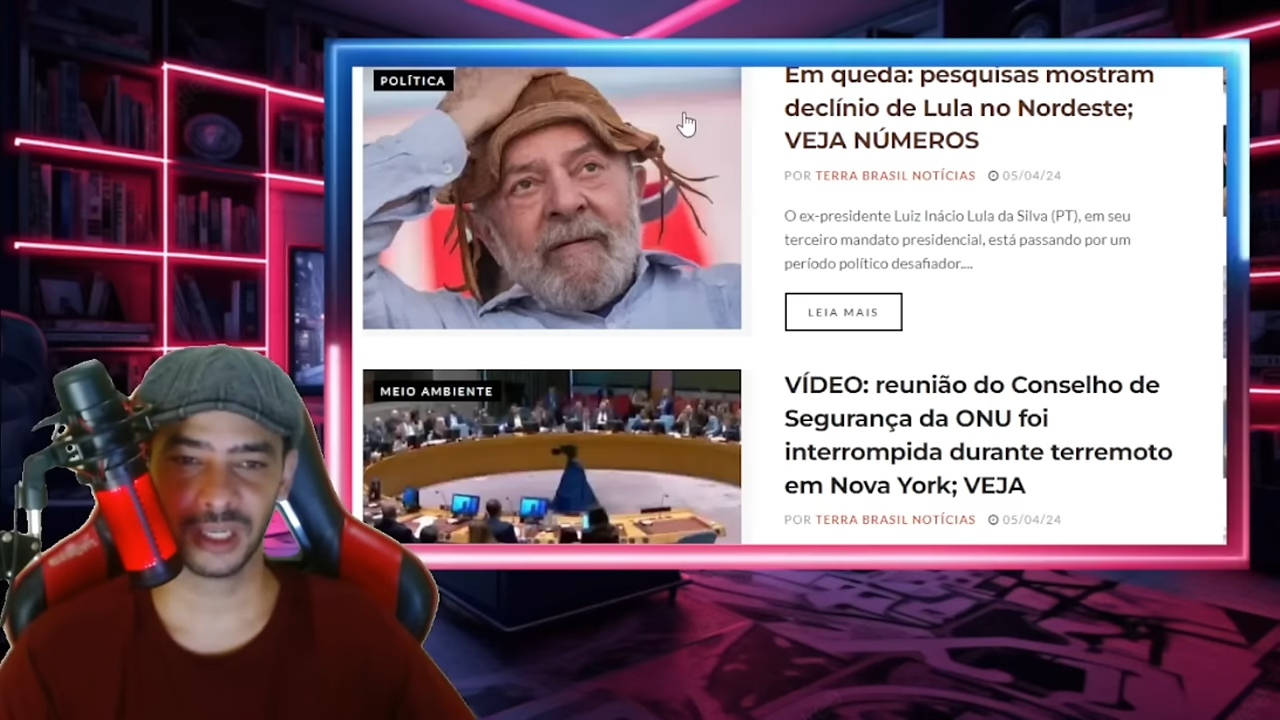 POLÍTICA
Em queda: pesquisas mostram
declínio de Lula no Nordeste;
VEJA NÚMEROS
POR TERRA BRASIL NOTÍCIAS 05/04/24
O ex-presidente Luiz Inácio Lula da Silva (PT), em seu
terceiro mandato presidencial, está passando por um
período político desafiador....
LEIA MAIS
MEIO AMBIENTE
VÍDEO: reunião do Conselho de
Segurança da ONU foi
interrompida durante terremoto
em Nova York; VEJA
POR TERRA BRASIL NOTÍCIAS 05/04/24